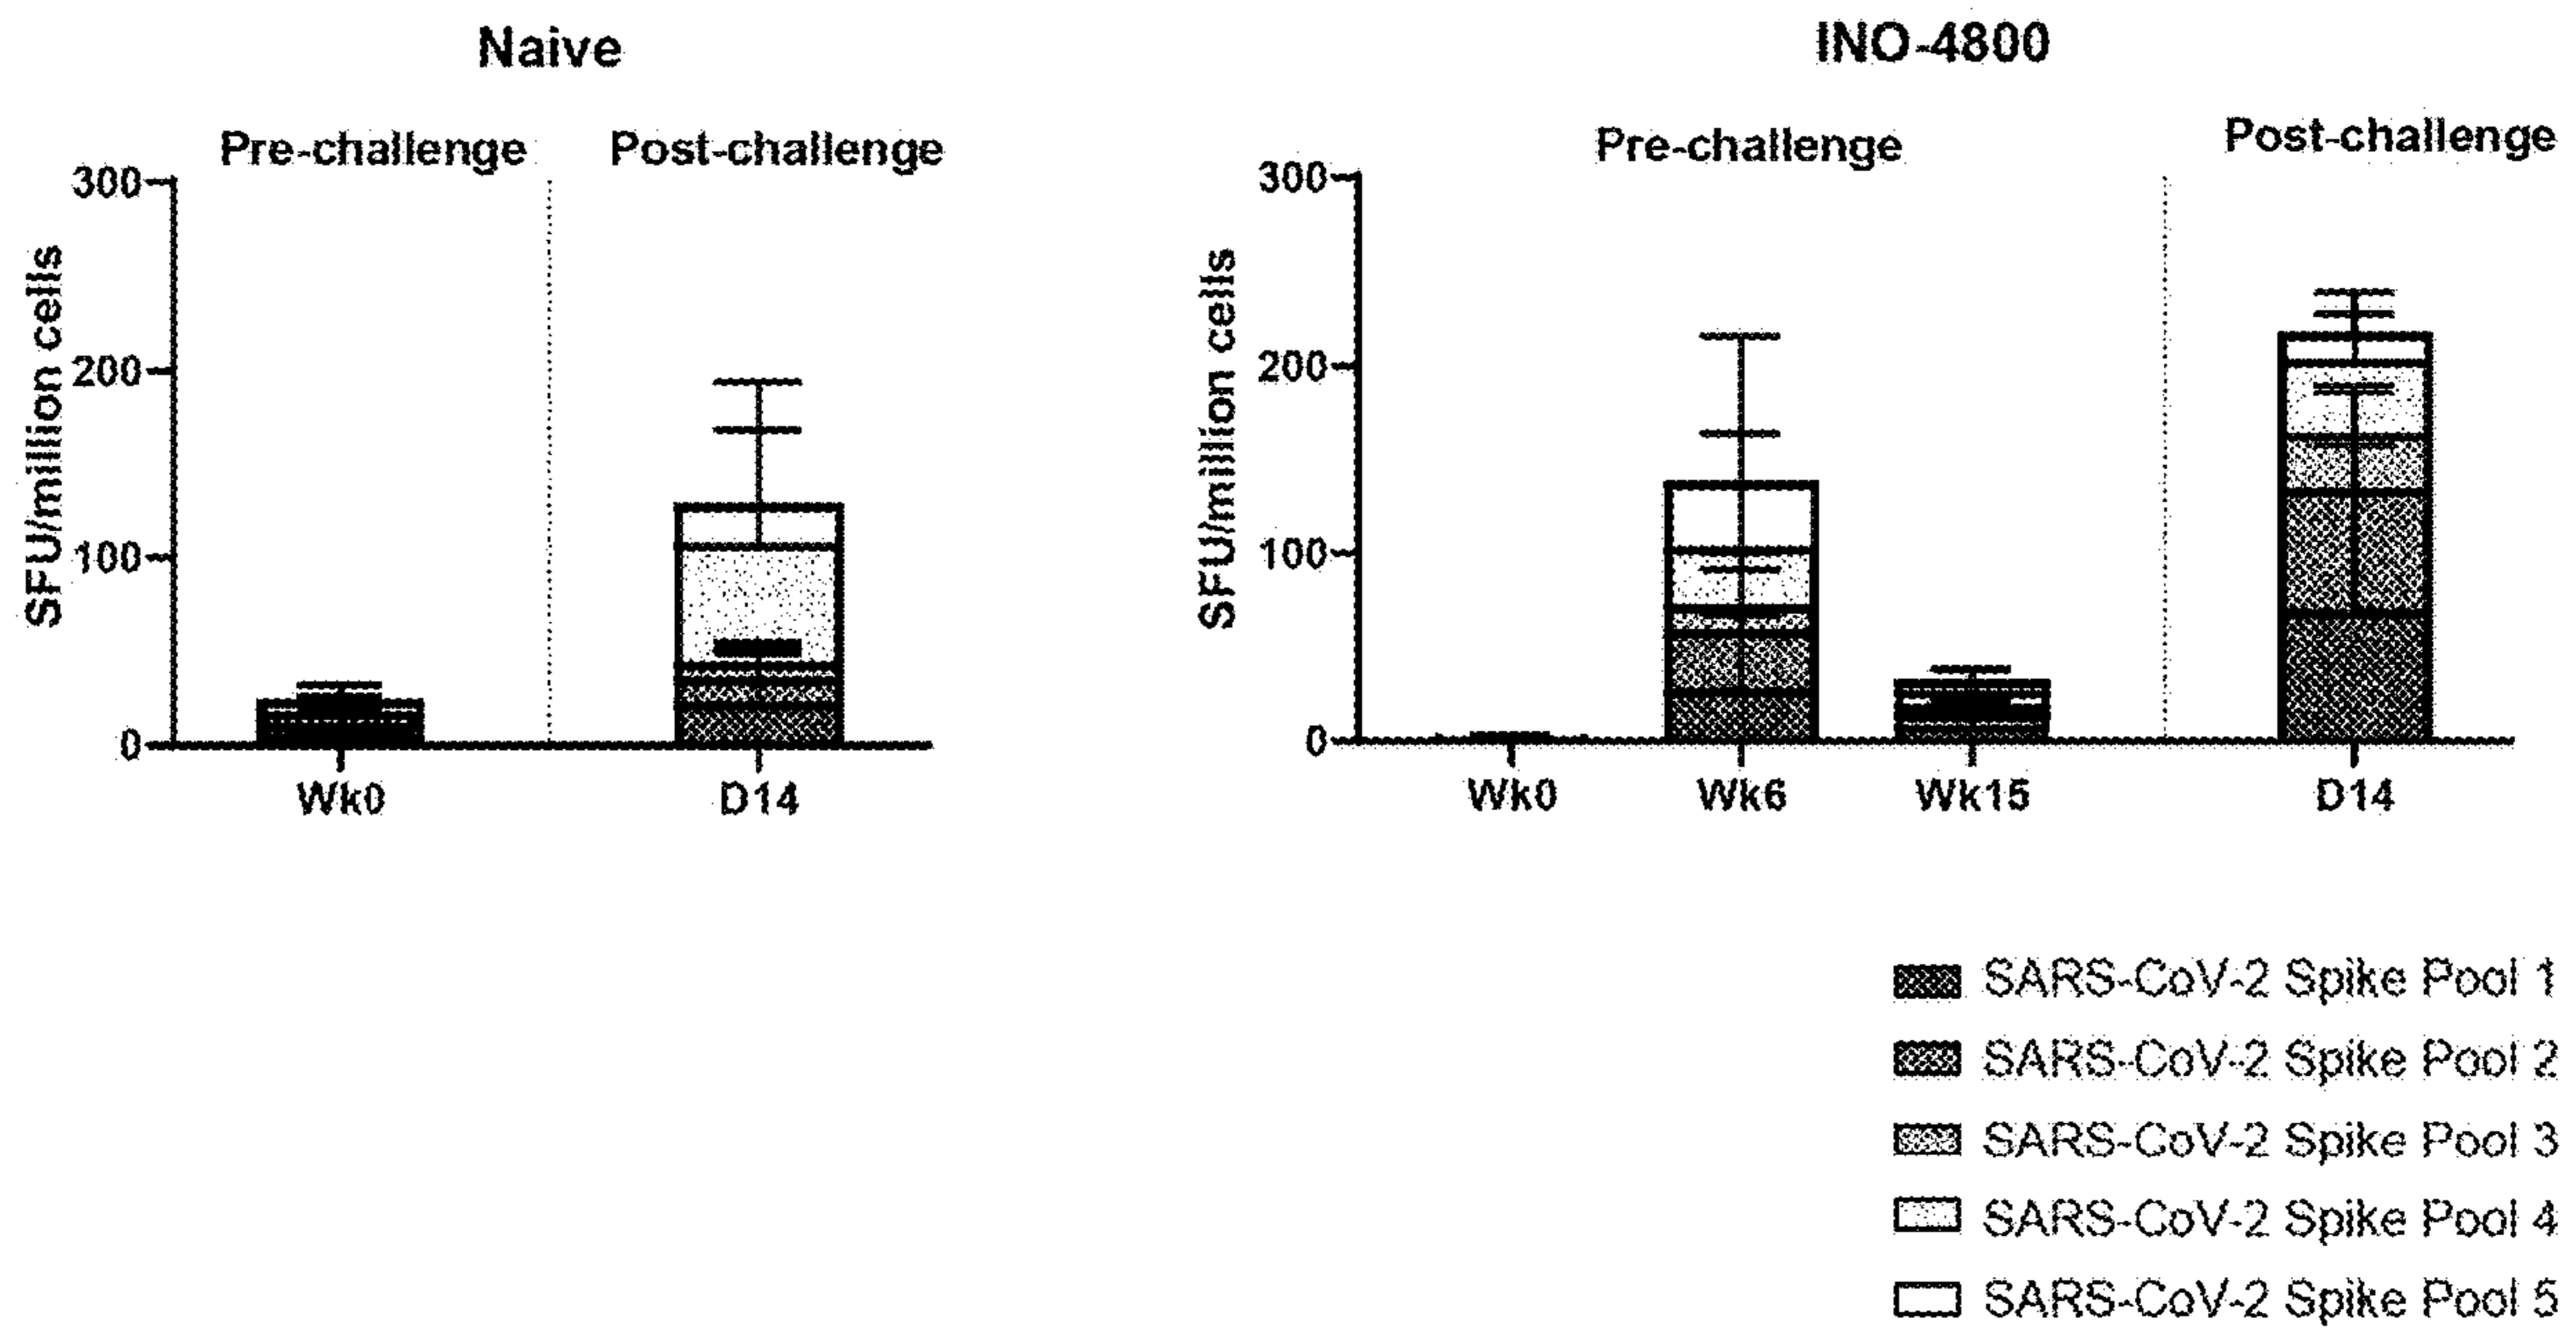 Naive
Pre-challenge Post-challenge
300
200
100
0
SFU/million cells
Wk0 D14
INO-4800
Pre-challenge Post-challenge
300
200
100
0
SFU/million cells
Wk0 Wk6 Wk15 D14
SARS-CoV-2 Spike Pool 1
SARS-CoV-2 Spike Pool 2
SARS-CoV-2 Spike Pool 3
SARS-CoV-2 Spike Pool 4
SARS-CoV-2 Spike Pool 5